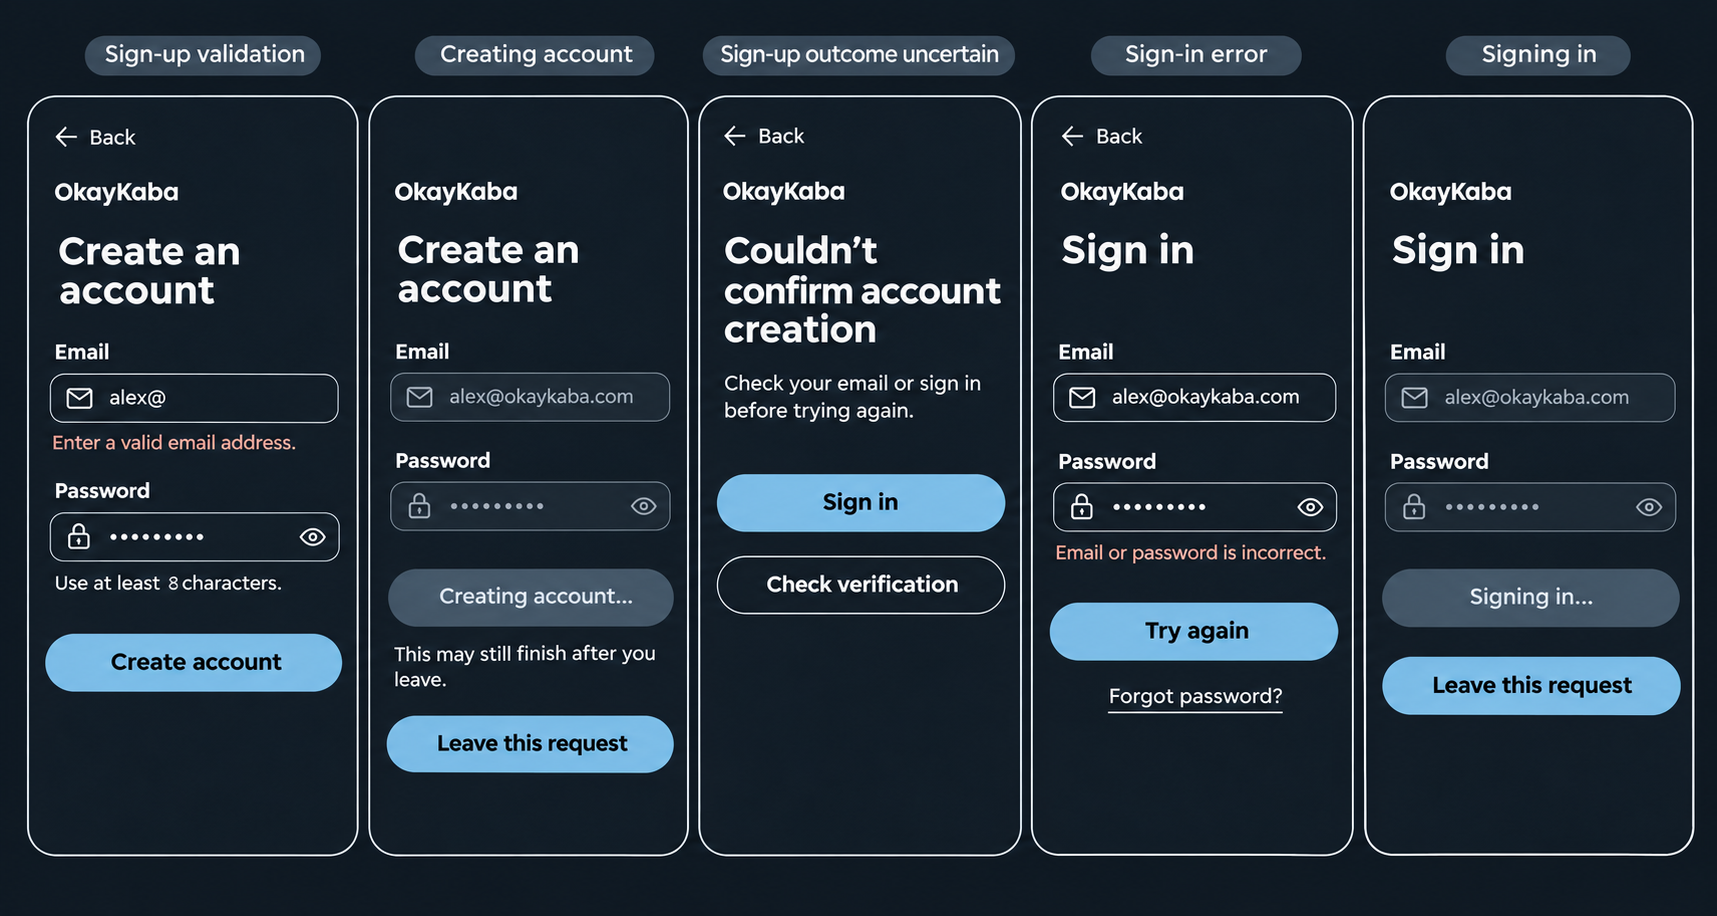 Sign-up validation
Back
OkayKaba
Create an
account
Email
alex@
Enter a valid email address.
Password
•••••••••
Use at least 8 characters.
Create account
Creating account
OkayKaba
Create an
account
Email
alex@okaykaba.com
Password
•••••••••
Creating account...
This may still finish after you
leave.
Leave this request
Sign-up outcome uncertain
Back
OkayKaba
Couldn’t
confirm account
creation
Check your email or sign in
before trying again.
Sign in
Check verification
Sign-in error
Back
OkayKaba
Sign in
Email
alex@okaykaba.com
Password
•••••••••
Email or password is incorrect.
Try again
Forgot password?
Signing in
OkayKaba
Sign in
Email
alex@okaykaba.com
Password
•••••••••
Signing in...
Leave this request